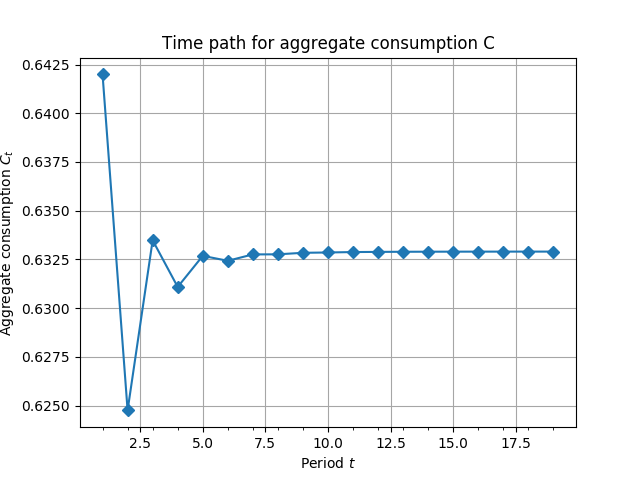 Time path for aggregate consumption C
0.6425
0.6400
0.6375
0.6350
0.6325
0.6300
0.6275
0.6250
Aggregate consumption C_t
2.5 5.0 7.5 10.0 12.5 15.0 17.5
Period t